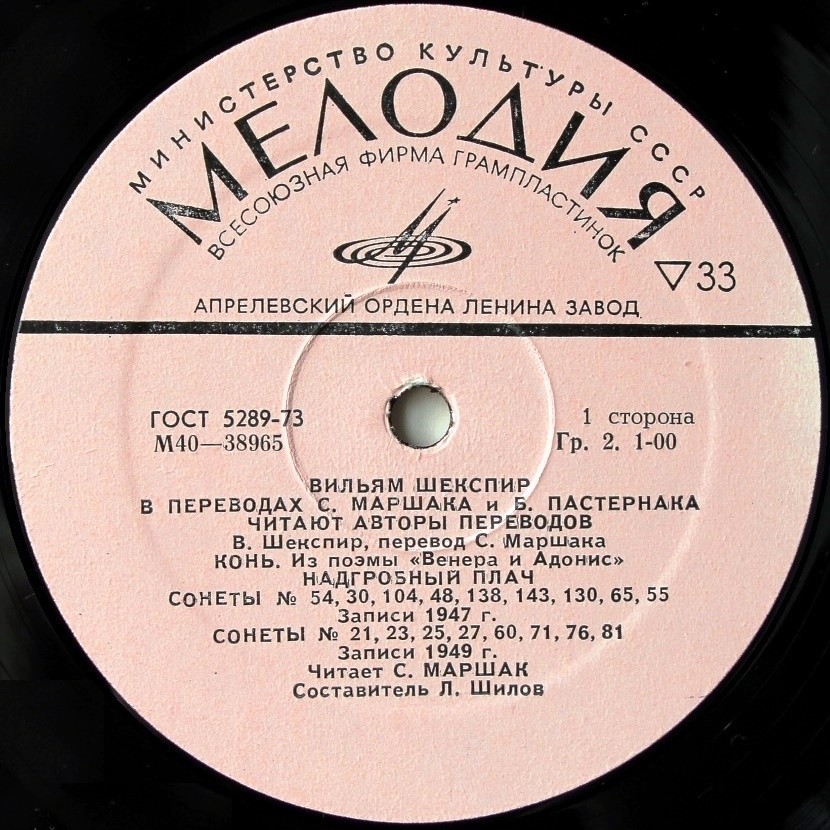 МИНИСТЕРСТВО КУЛЬТУРЫ СССР
МЕЛОДИЯ
ВСЕСОЮЗНАЯ ФИРМА ГРАМПЛАСТИНОК
33
АПРЕЛЕВСКИЙ ОРДЕНА ЛЕНИНА ЗАВОД
ГОСТ 5289-73
М40—38965
1 сторона
Гр. 2. 1-00
ВИЛЬЯМ ШЕКСПИР
В ПЕРЕВОДАХ С. МАРШАКА и Б. ПАСТЕРНАКА
ЧИТАЮТ АВТОРЫ ПЕРЕВОДОВ
В. Шекспир, перевод С. Маршака
КОНЬ. Из поэмы «Венера и Адонис»
НАДГРОБНЫЙ ПЛАЧ
СОНЕТЫ № 54, 30, 104, 48, 138, 143, 130, 65, 55
Записи 1947 г.
СОНЕТЫ № 21, 23, 25, 27, 60, 71, 76, 81
Записи 1949 г.
Читает С. МАРШАК
Составитель Л. Шилов